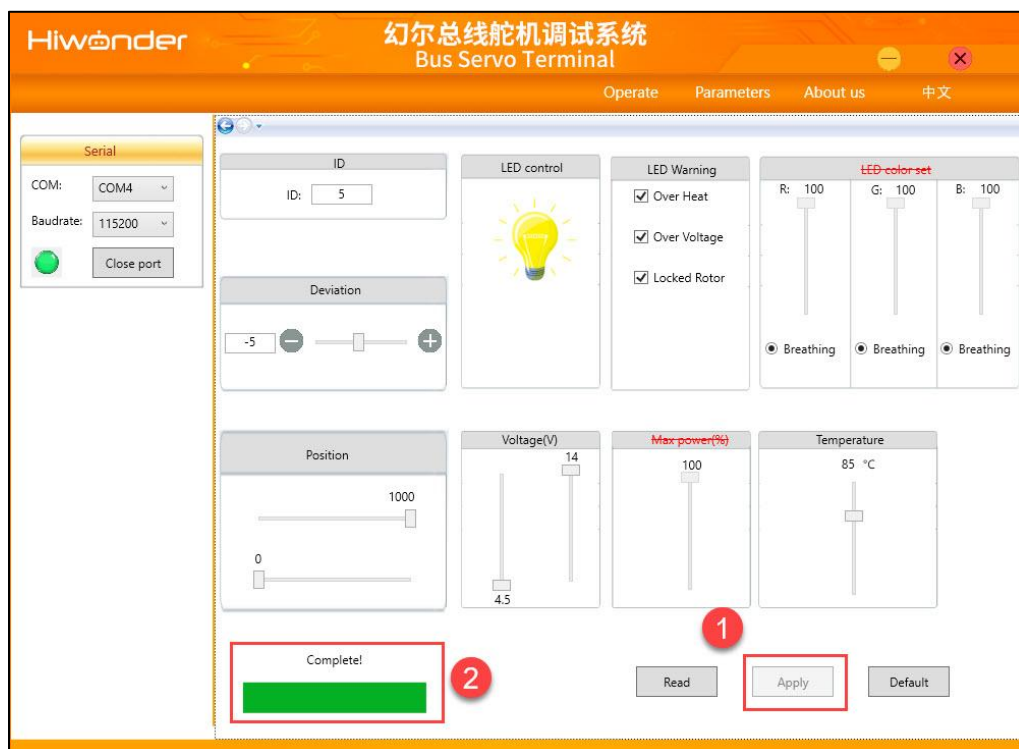 Hiwonder
幻尔总线舵机调试系统
Bus Servo Terminal
Operate Parameters About us 中文
Serial
COM: COM4
Baudrate: 115200
Close port
ID
ID: 5
Deviation
-5
LED control
LED Warning
Over Heat
Over Voltage
Locked Rotor
LED color set
R: 100 G: 100 B: 100
Breathing Breathing Breathing
Position
1000
0
Voltage(V)
14
4.5
Max power(%)
100
Temperature
85 °C
1
Complete!
2
Read Apply Default